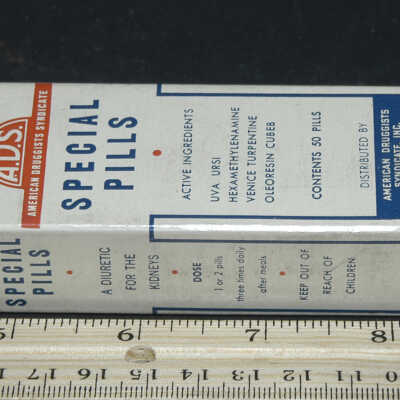 A.D.S.
AMERICAN DRUGGISTS SYNDICATE
SPECIAL
PILLS
ACTIVE INGREDIENTS
UVA URSI
HEXAMETHYLENAMINE
VENICE TURPENTINE
OLEORESIN CUBEB
CONTENTS 50 PILLS
DISTRIBUTED BY
AMERICAN DRUGGISTS
SYNDICATE, INC.
SPECIAL
PILLS
A DIURETIC
FOR THE
KIDNEYS
DOSE
1 or 2 pills
three times daily
after meals
KEEP OUT OF
REACH OF
CHILDREN
5 6 7 8
17 16 15 14 13 12 11 10